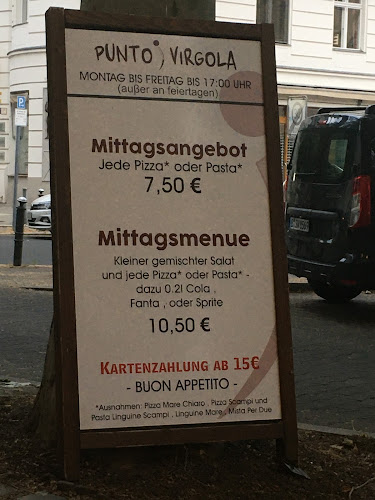 PUNTO ; VIRGOLA
MONTAG BIS FREITAG BIS 17:00 UHR
(außer an feiertagen)
Mittagsangebot
Jede Pizza* oder Pasta*
7,50 €
Mittagsmenue
Kleiner gemischter Salat
und jede Pizza* oder Pasta* -
dazu 0.2l Cola ,
Fanta , oder Sprite
10,50 €
KARTENZAHLUNG AB 15€
- BUON APPETITO -
*Ausnahmen: Pizza Mare Chiaro , Pizza Scampi und
Pasta Linguine Scampi , Linguine Mare , Mista Per Due